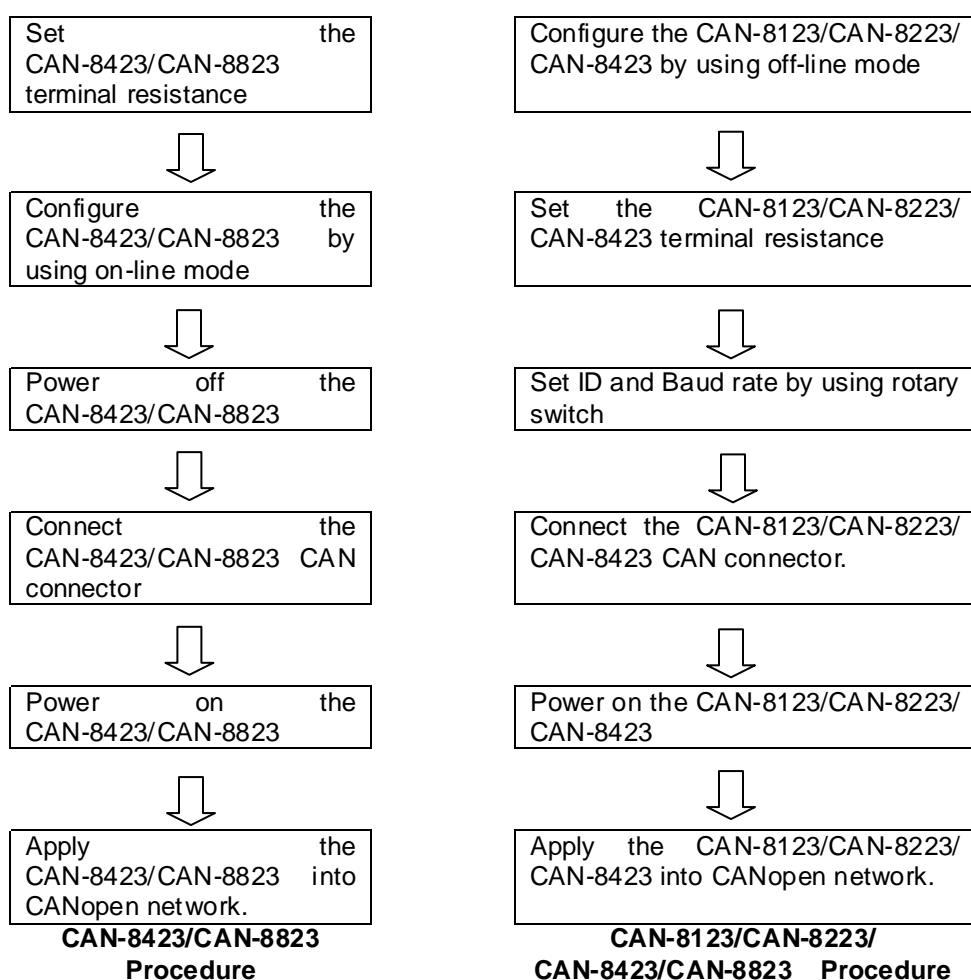 Set the
CAN-8423/CAN-8823
terminal resistance
Configure the
CAN-8423/CAN-8823 by
using on-line mode
Power off the
CAN-8423/CAN-8823
Connect the
CAN-8423/CAN-8823 CAN
connector
Power on the
CAN-8423/CAN-8823
Apply the
CAN-8423/CAN-8823 into
CANopen network.
CAN-8423/CAN-8823
Procedure
Configure the CAN-8123/CAN-8223/
CAN-8423 by using off-line mode
Set the CAN-8123/CAN-8223/
CAN-8423 terminal resistance
Set ID and Baud rate by using rotary
switch
Connect the CAN-8123/CAN-8223/
CAN-8423 CAN connector.
Power on the CAN-8123/CAN-8223/
CAN-8423
Apply the CAN-8123/CAN-8223/
CAN-8423 into CANopen network.
CAN-8123/CAN-8223/
CAN-8423/CAN-8823 Procedure